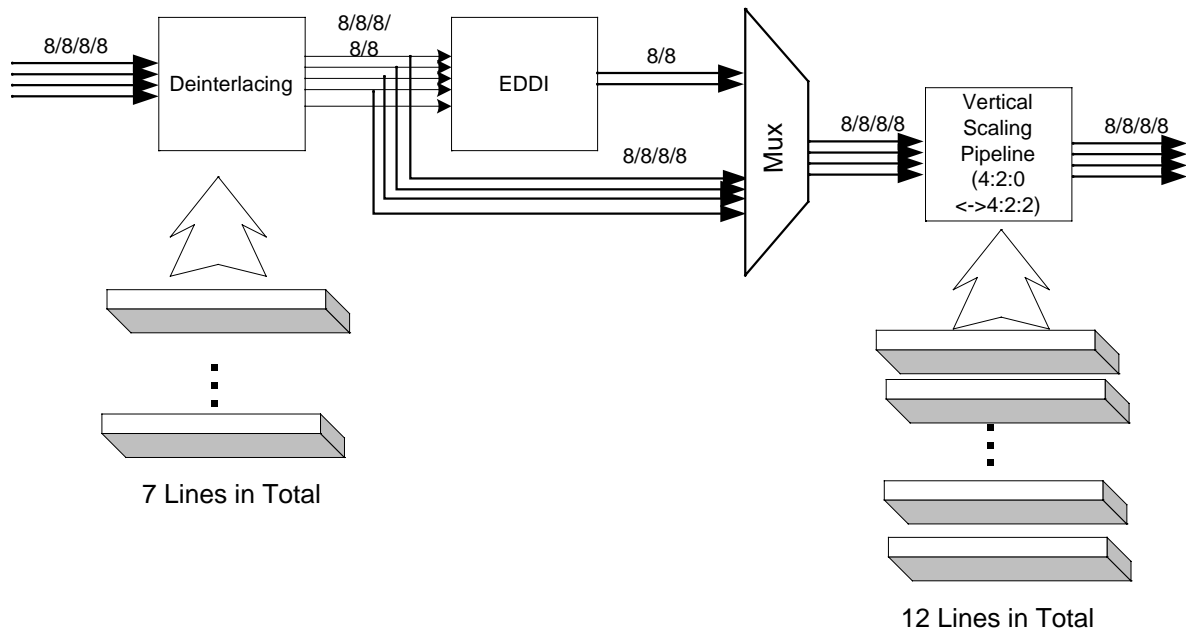 8/8/8/8
Deinterlacing
8/8/8/
8/8
EDDI
8/8
8/8/8/8
Mux
8/8/8/8
Vertical
Scaling
Pipeline
(4:2:0
<->4:2:2)
8/8/8/8
7 Lines in Total
12 Lines in Total